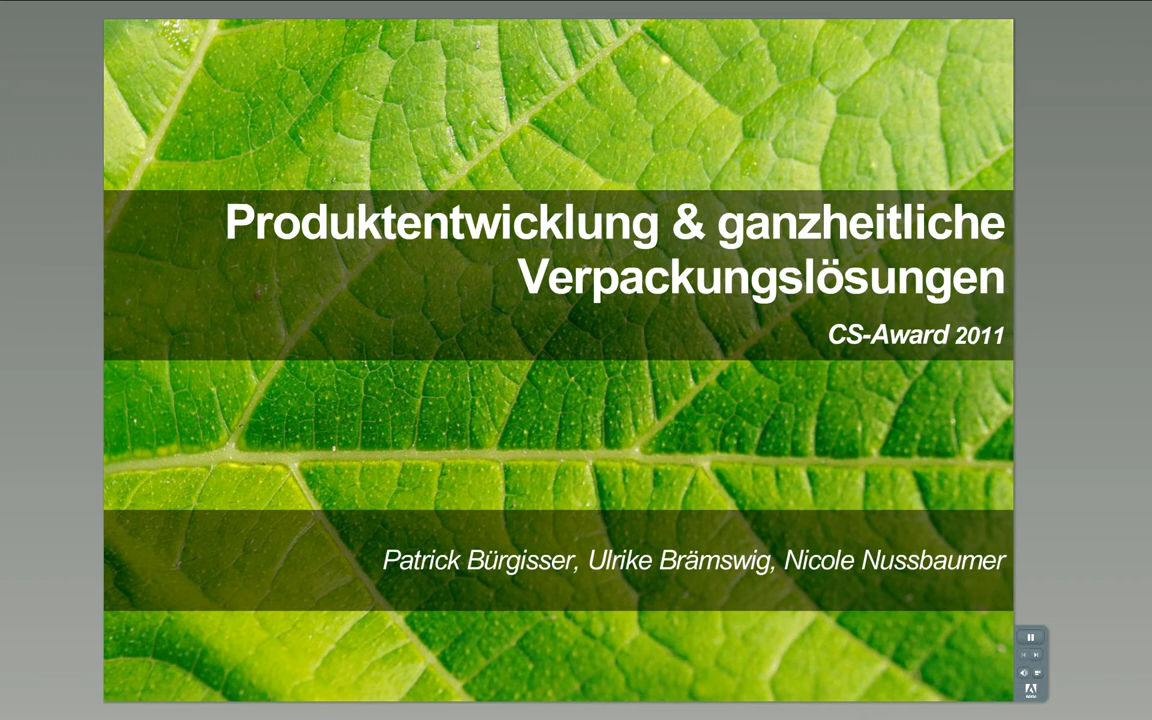 Produktentwicklung & ganzheitliche
Verpackungslösungen
CS-Award 2011
Patrick Bürgisser, Ulrike Brämswig, Nicole Nussbaumer